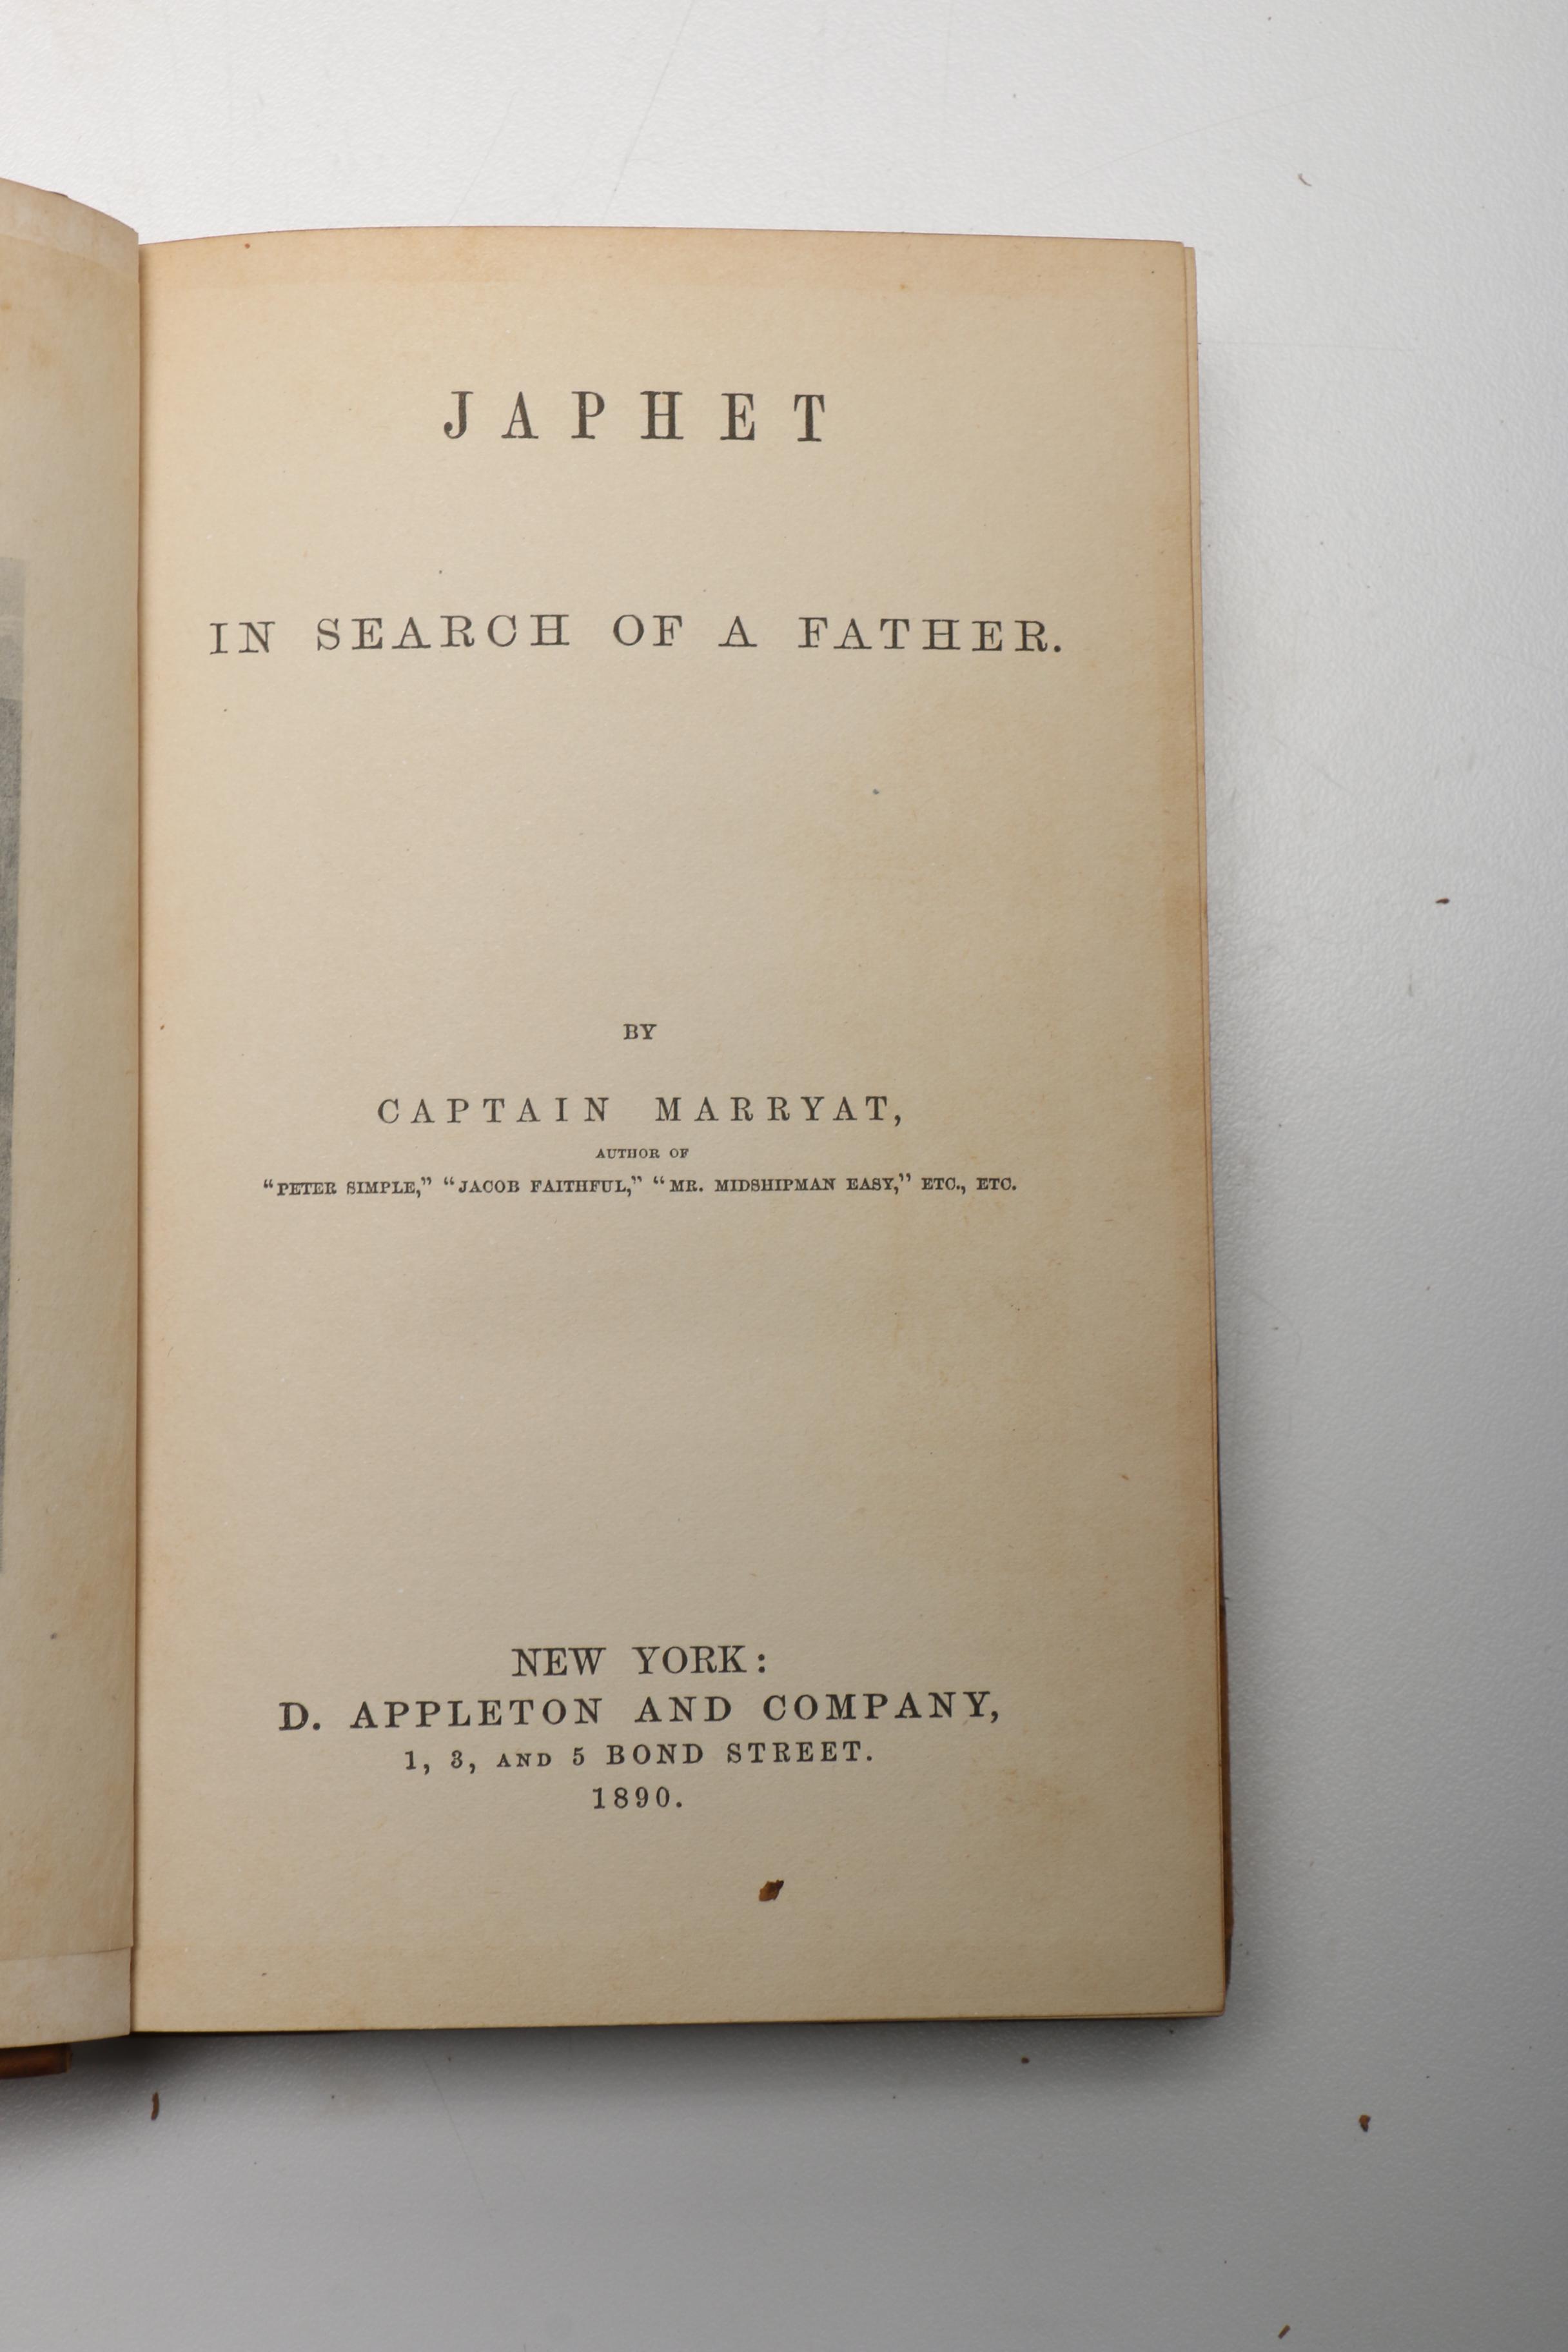 JAPHET
IN SEARCH OF A FATHER.
BY
CAPTAIN MARRYAT,
AUTHOR OF
“PETER SIMPLE,” “JACOB FAITHFUL,” “MR. MIDSHIPMAN EASY,” ETC., ETC.
NEW YORK:
D. APPLETON AND COMPANY,
1, 3, AND 5 BOND STREET.
1890.